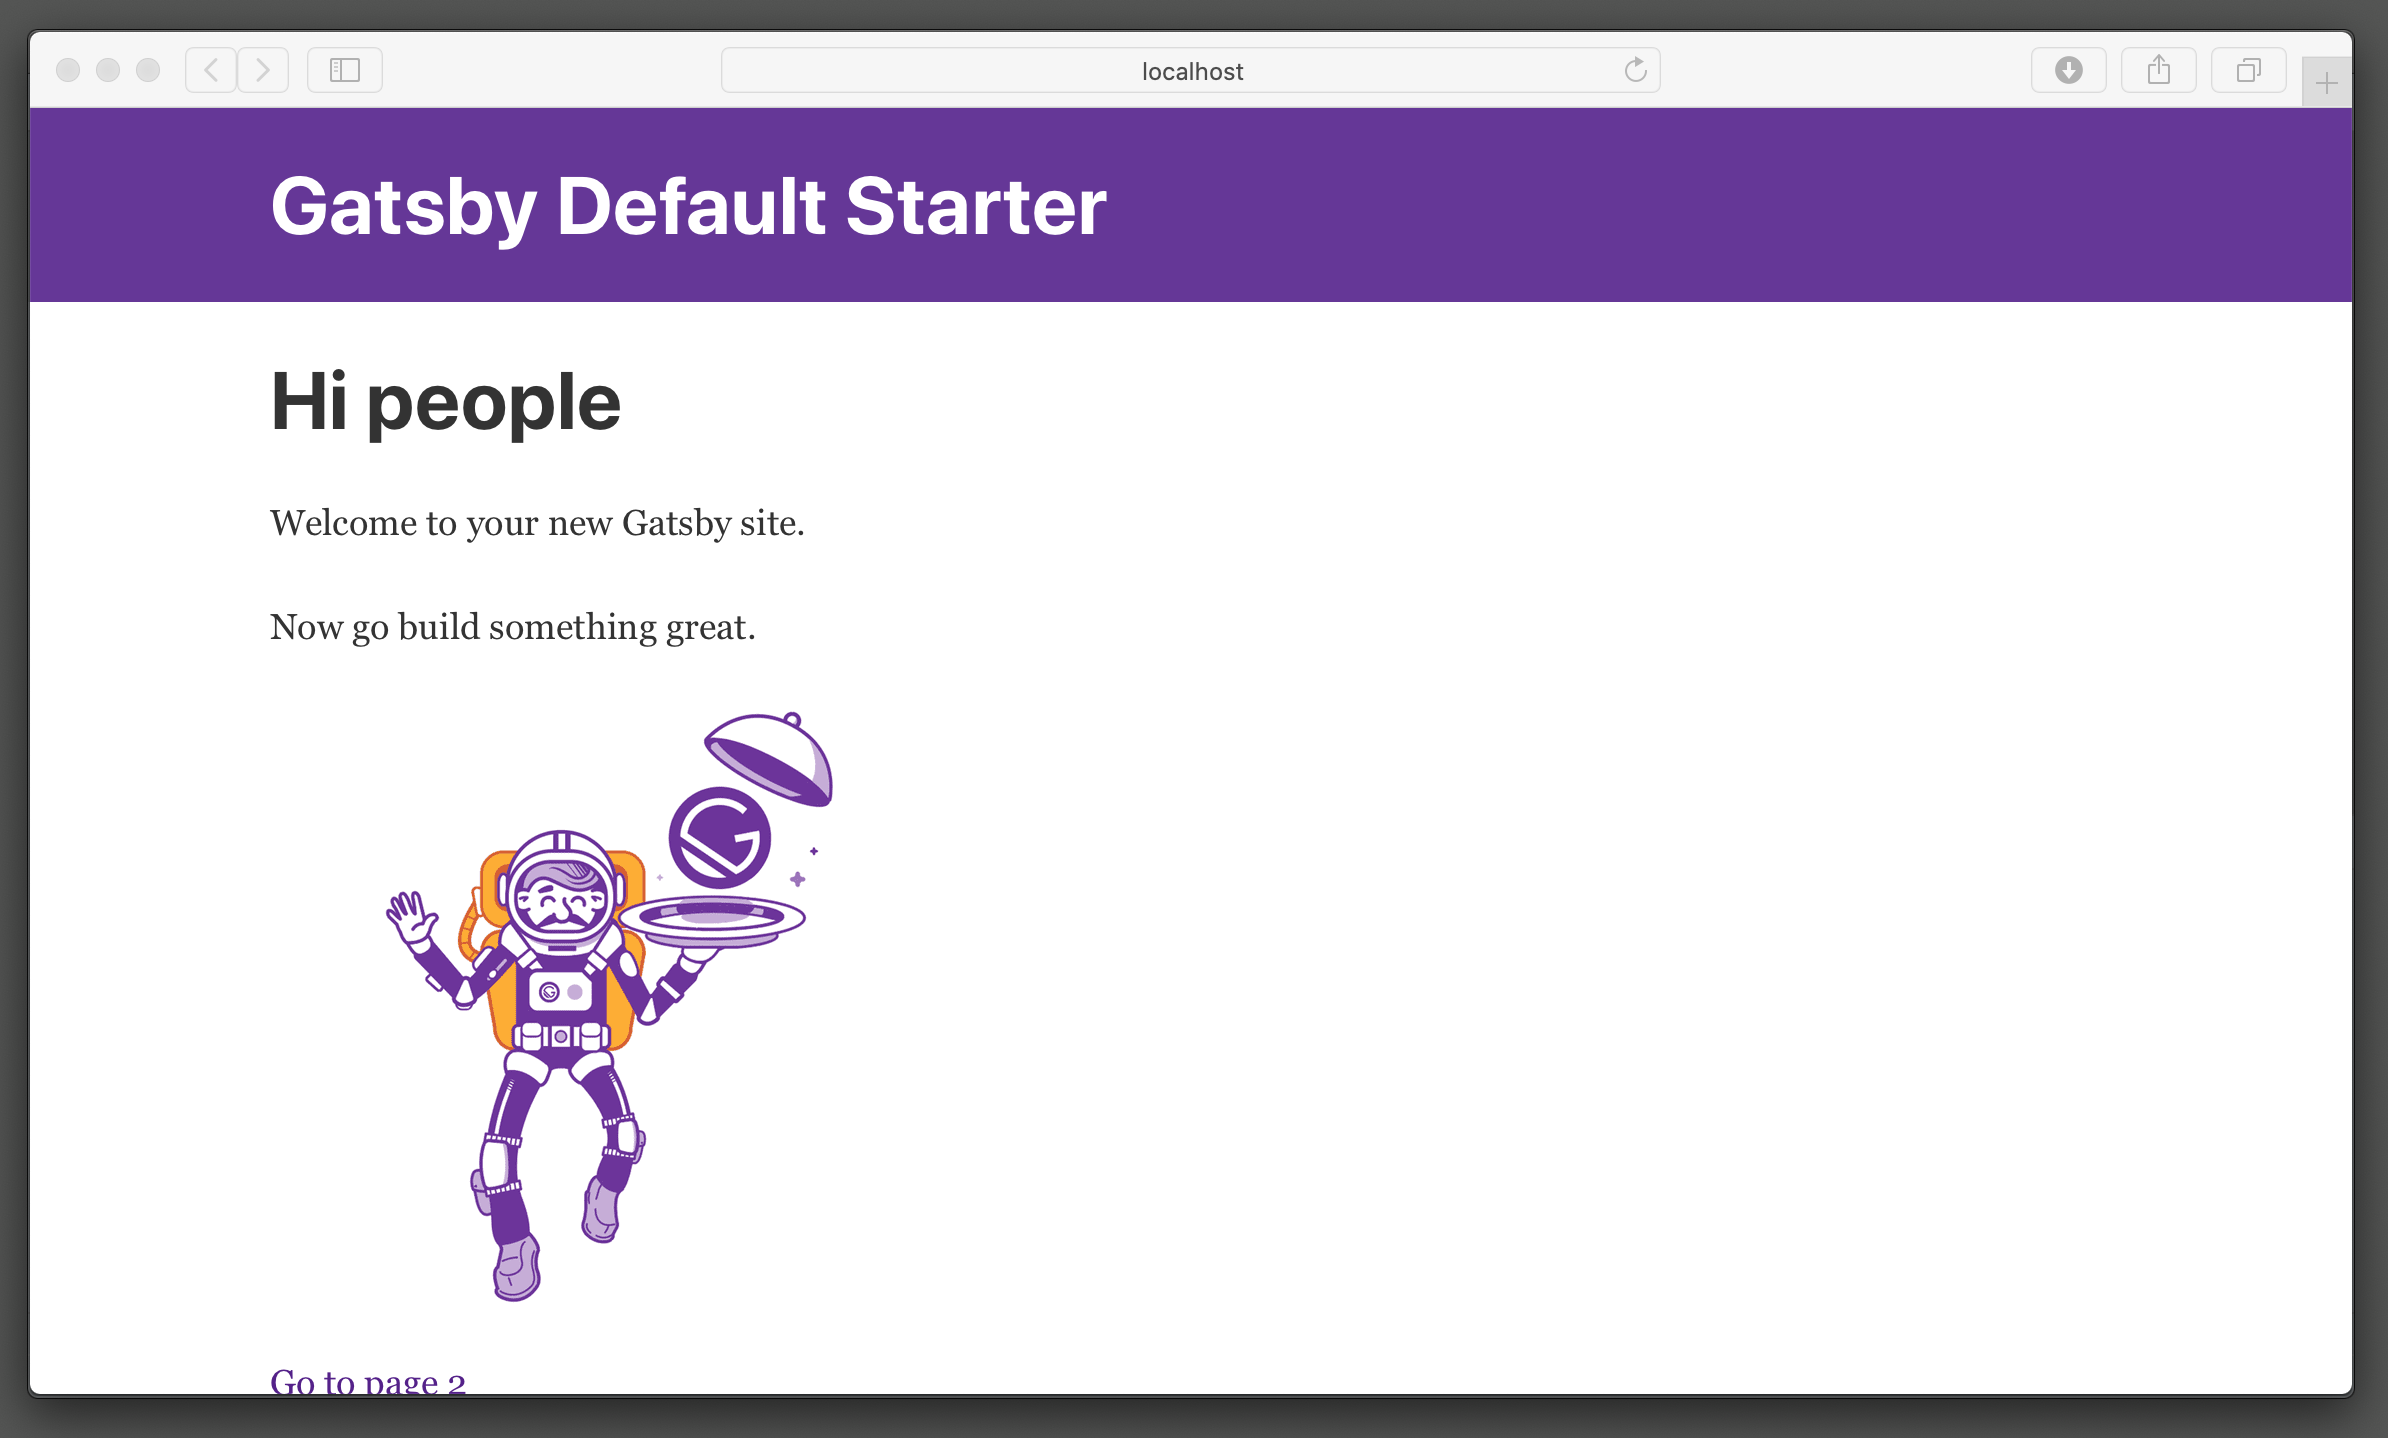 localhost
Gatsby Default Starter
Hi people
Welcome to your new Gatsby site.
Now go build something great.
Go to page 2